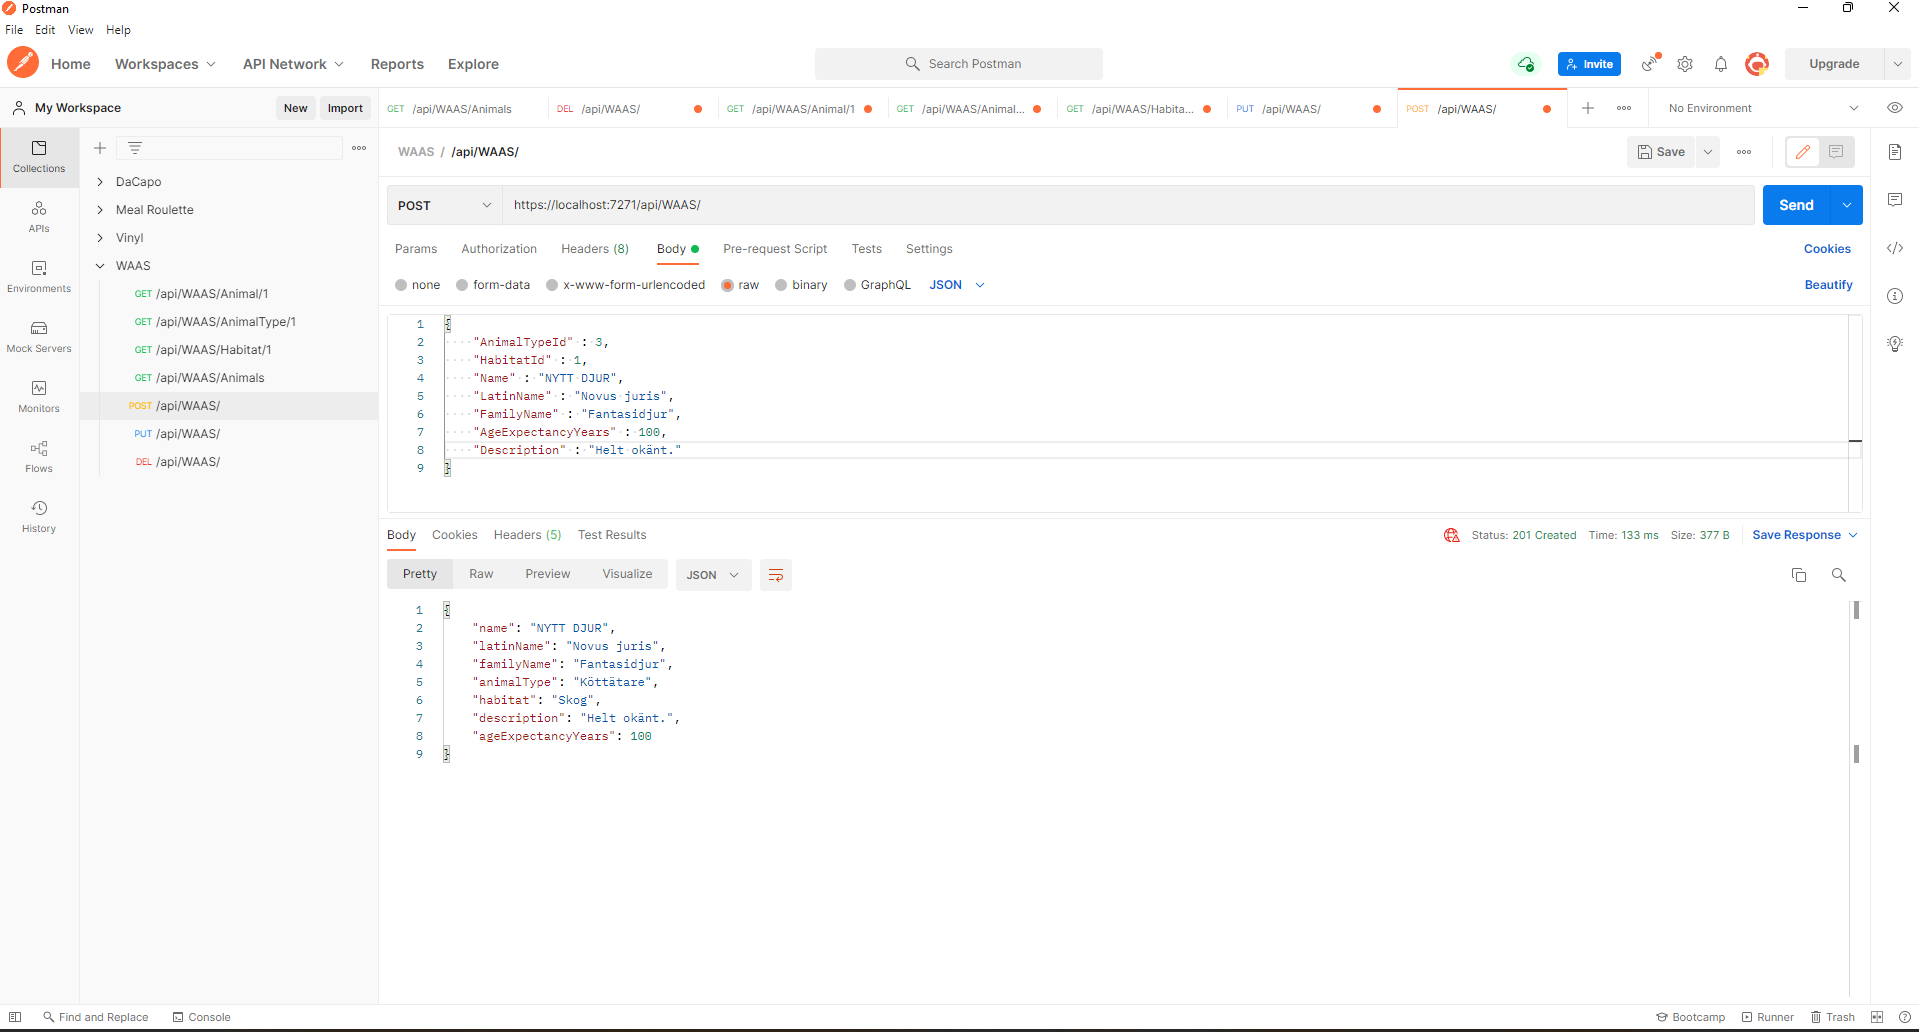 Postman
File Edit View Help
Home Workspaces API Network Reports Explore Search Postman Invite Upgrade
My Workspace New Import GET /api/WAAS/Animals DEL /api/WAAS/ GET /api/WAAS/Animal/1 GET /api/WAAS/Animal... GET /api/WAAS/Habita... PUT /api/WAAS/ POST /api/WAAS/ No Environment
Collections
APIs
Environments
Mock Servers
Monitors
Flows
History
DaCapo
Meal Roulette
Vinyl
WAAS
GET /api/WAAS/Animal/1
GET /api/WAAS/AnimalType/1
GET /api/WAAS/Habitat/1
GET /api/WAAS/Animals
POST /api/WAAS/
PUT /api/WAAS/
DEL /api/WAAS/
WAAS / /api/WAAS/ Save
POST https://localhost:7271/api/WAAS/ Send
Params Authorization Headers (8) Body Pre-request Script Tests Settings Cookies
none form-data x-www-form-urlencoded raw binary GraphQL JSON Beautify
1 {
2 "AnimalTypeId" : 3,
3 "HabitatId" : 1,
4 "Name" : "NYTT DJUR",
5 "LatinName" : "Novus juris",
6 "FamilyName" : "Fantasidjur",
7 "AgeExpectancyYears" : 100,
8 "Description" : "Helt okänt."
9 }
Body Cookies Headers (5) Test Results Status: 201 Created Time: 133 ms Size: 377 B Save Response
Pretty Raw Preview Visualize JSON
1 {
2 "name": "NYTT DJUR",
3 "latinName": "Novus juris",
4 "familyName": "Fantasidjur",
5 "animalType": "Köttätare",
6 "habitat": "Skog",
7 "description": "Helt okänt.",
8 "ageExpectancyYears": 100
9 }
Find and Replace Console Bootcamp Runner Trash